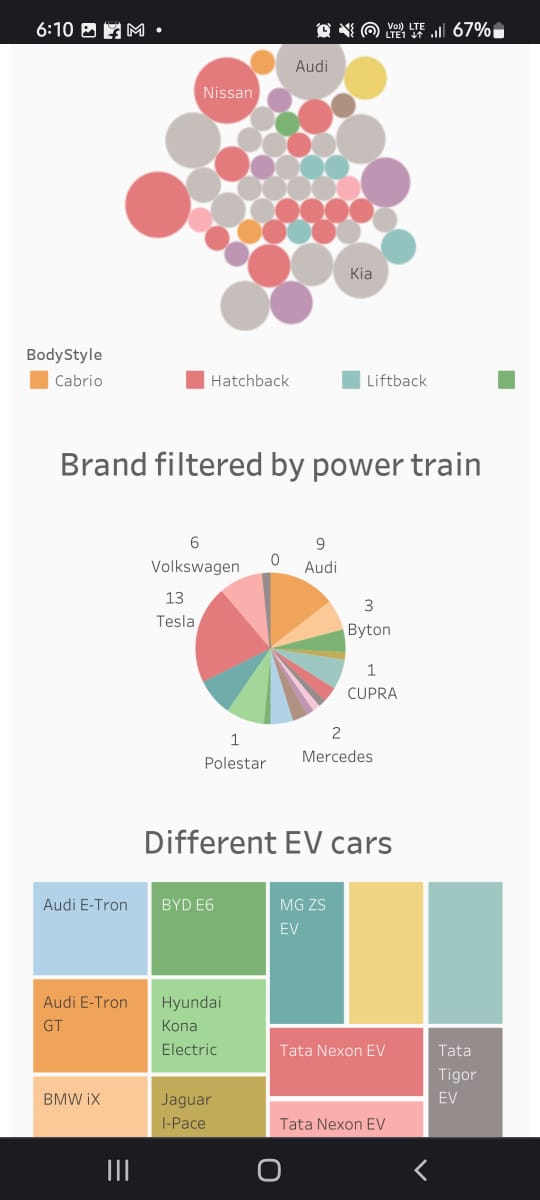 6:10
Vo)) LTE
LTE1
67%
Audi
Nissan
Kia
BodyStyle
Cabrio
Hatchback
Liftback
Brand filtered by power train
6
Volkswagen
0
9
Audi
13
Tesla
3
Byton
1
CUPRA
2
Mercedes
1
Polestar
Different EV cars
Audi E-Tron
BYD E6
MG ZS
EV
Audi E-Tron
GT
Hyundai
Kona
Electric
Tata Nexon EV
Tata
Tigor
EV
BMW iX
Jaguar
I-Pace
Tata Nexon EV